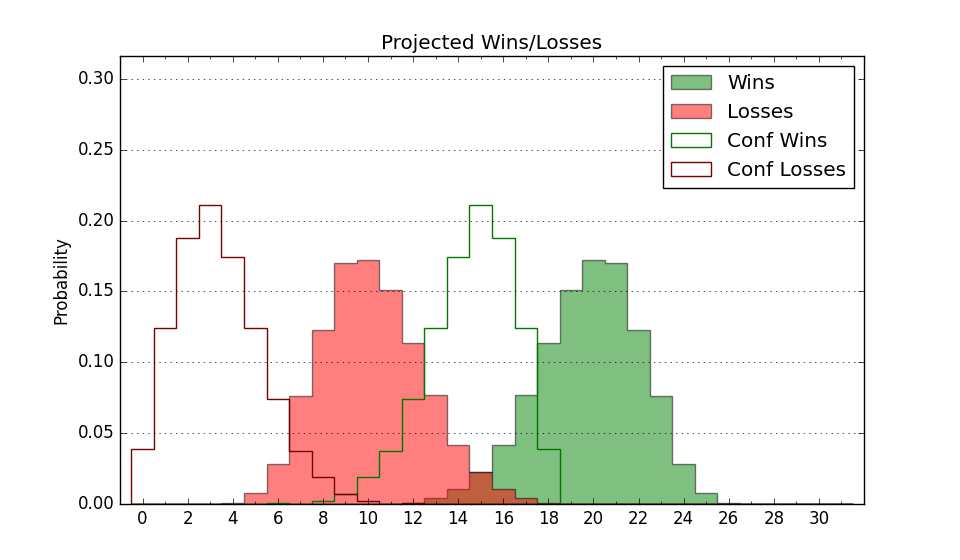 Projected Wins/Losses
0.30
0.25
0.20
0.15
0.10
0.05
0.00
Probability
Wins
Losses
Conf Wins
Conf Losses
0 2 4 6 8 10 12 14 16 18 20 22 24 26 28 30